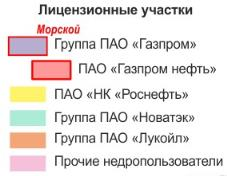 Лицензионные участки
Морской
Группа ПАО «Газпром»
ПАО «Газпром нефть»
ПАО «НК «Роснефть»
Группа ПАО «Новатэк»
Группа ПАО «Лукойл»
Прочие недропользователи